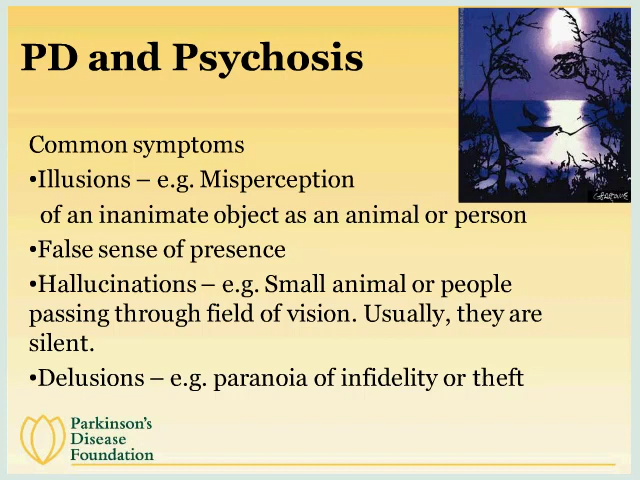 PD and Psychosis
Common symptoms
•Illusions – e.g. Misperception
of an inanimate object as an animal or person
•False sense of presence
•Hallucinations – e.g. Small animal or people
passing through field of vision. Usually, they are
silent.
•Delusions – e.g. paranoia of infidelity or theft
Parkinson's
Disease
Foundation